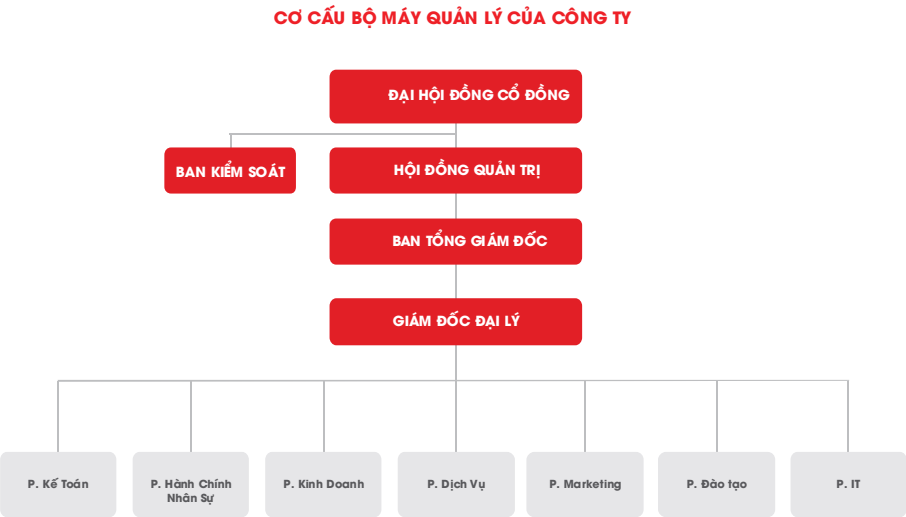 CƠ CẤU BỘ MÁY QUẢN LÝ CỦA CÔNG TY
ĐẠI HỘI ĐỒNG CỔ ĐÔNG
BAN KIỂM SOÁT
HỘI ĐỒNG QUẢN TRỊ
BAN TỔNG GIÁM ĐỐC
GIÁM ĐỐC ĐẠI LÝ
P. Kế Toán
P. Hành Chính
Nhân Sự
P. Kinh Doanh
P. Dịch Vụ
P. Marketing
P. Đào tạo
P. IT